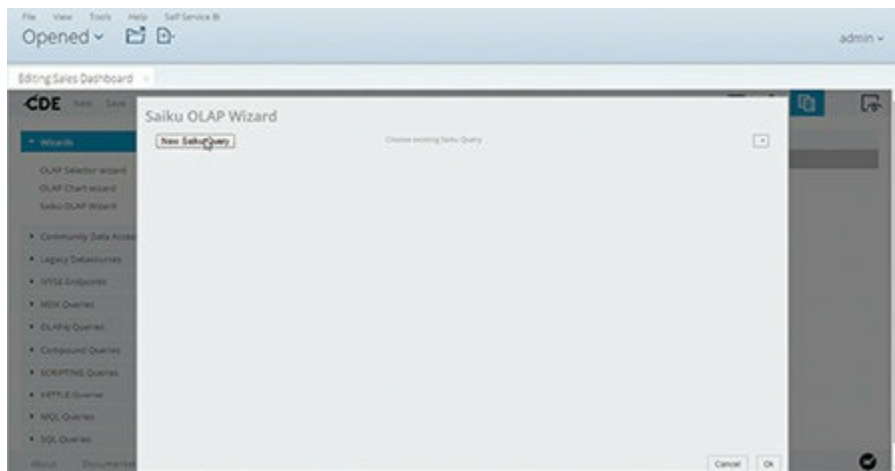 File View Tools Help Self Service BI
Opened
admin
Editing Sales Dashboard
CDE New Save
Saiku OLAP Wizard
New Saiku Query
Choose existing Saiku Query
Wizards
OLAP Selector wizard
OLAP Chart wizard
Saiku OLAP Wizard
Community Data Access
Legacy Datasources
MDX Queries
OLAP4J Queries
Compound Queries
SCRIPTING Queries
KETTLE Queries
MQL Queries
SQL Queries
About
Cancel Ok